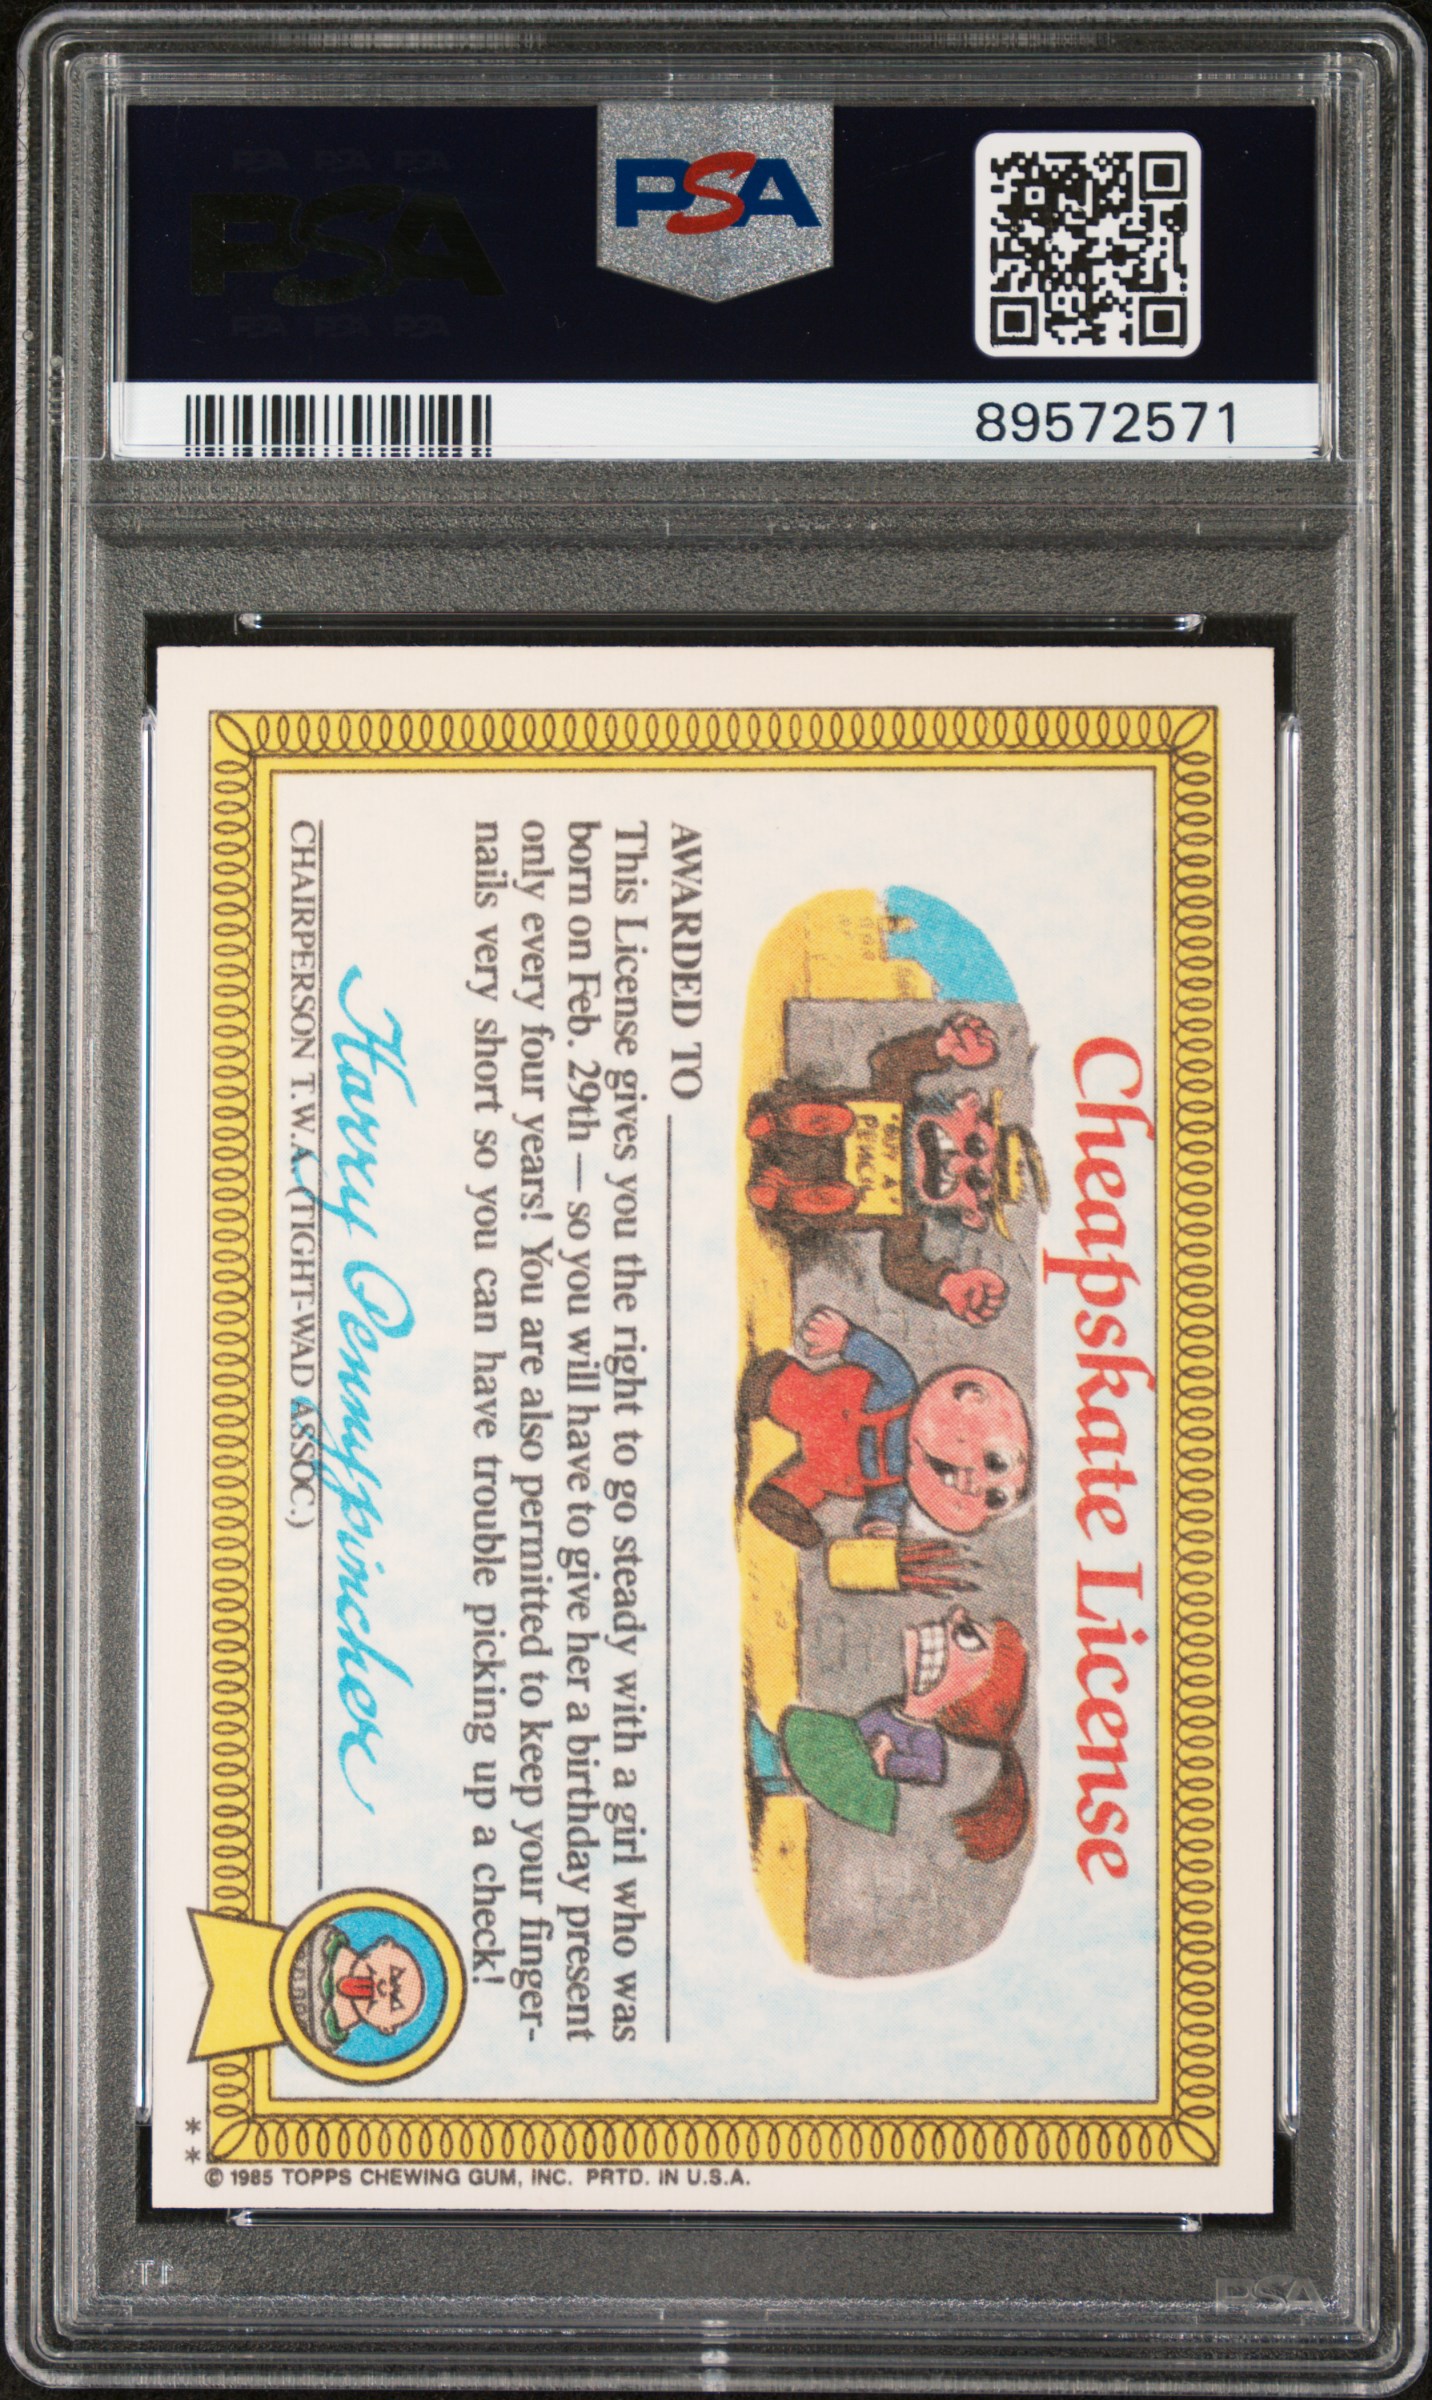 PSA
89572571
Cheapskate License
BUY A
PENCIL
AWARDED TO
This License gives you the right to go steady with a girl who was
born on Feb. 29th — so you will have to give her a birthday present
only every four years! You are also permitted to keep your finger-
nails very short so you can have trouble picking up a check!
Harry Pennypincher
CHAIRPERSON T.W.A. (TIGHT-WAD ASSOC.)
**
© 1985 TOPPS CHEWING GUM, INC. PRTD. IN U.S.A.
PSA